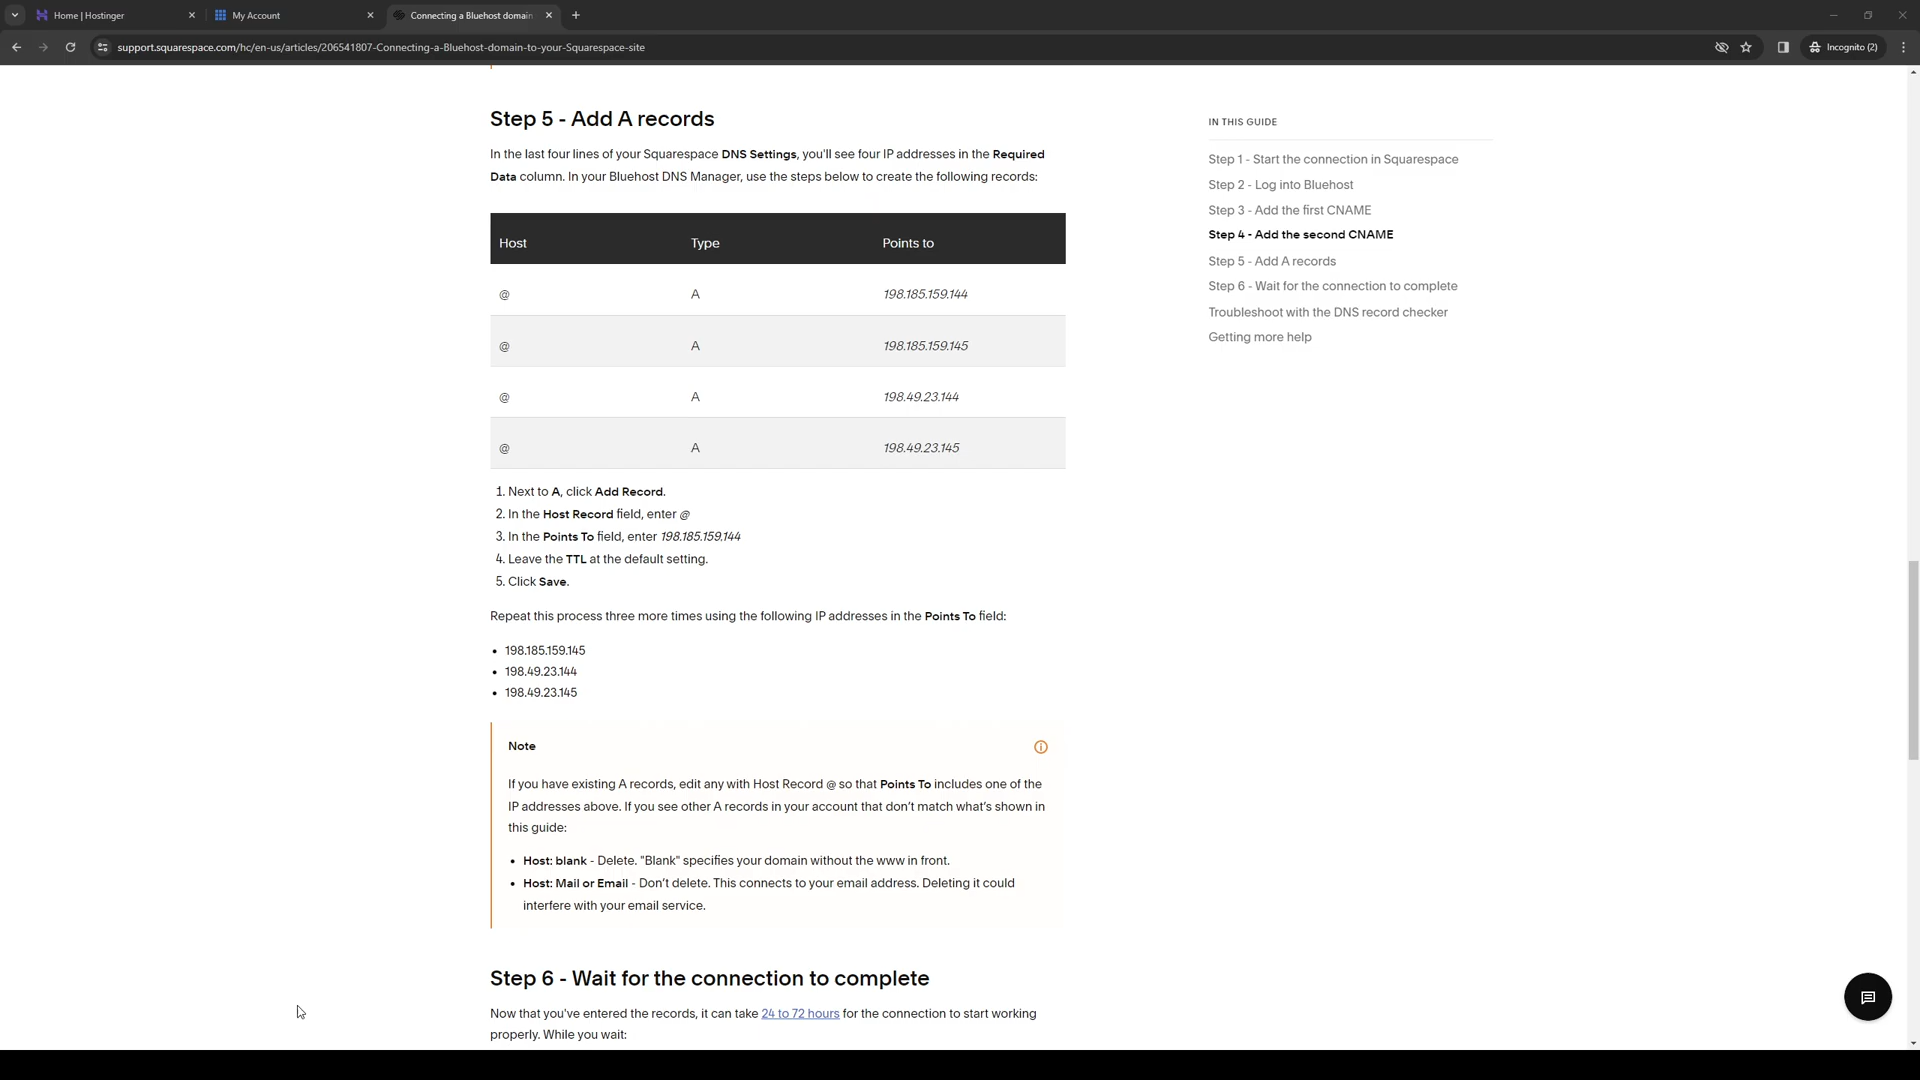 Home | Hostinger
My Account
Connecting a Bluehost domain
support.squarespace.com/hc/en-us/articles/206541807-Connecting-a-Bluehost-domain-to-your-Squarespace-site
Incognito (2)
Step 5 - Add A records
In the last four lines of your Squarespace DNS Settings, you'll see four IP addresses in the Required
Data column. In your Bluehost DNS Manager, use the steps below to create the following records:
Host Type Points to
@ A 198.185.159.144
@ A 198.185.159.145
@ A 198.49.23.144
@ A 198.49.23.145
1. Next to A, click Add Record.
2. In the Host Record field, enter @
3. In the Points To field, enter 198.185.159.144
4. Leave the TTL at the default setting.
5. Click Save.
Repeat this process three more times using the following IP addresses in the Points To field:
• 198.185.159.145
• 198.49.23.144
• 198.49.23.145
Note
If you have existing A records, edit any with Host Record @ so that Points To includes one of the
IP addresses above. If you see other A records in your account that don't match what's shown in
this guide:
• Host: blank - Delete. "Blank" specifies your domain without the www in front.
• Host: Mail or Email - Don't delete. This connects to your email address. Deleting it could
interfere with your email service.
Step 6 - Wait for the connection to complete
Now that you've entered the records, it can take 24 to 72 hours for the connection to start working
properly. While you wait:
IN THIS GUIDE
Step 1 - Start the connection in Squarespace
Step 2 - Log into Bluehost
Step 3 - Add the first CNAME
Step 4 - Add the second CNAME
Step 5 - Add A records
Step 6 - Wait for the connection to complete
Troubleshoot with the DNS record checker
Getting more help